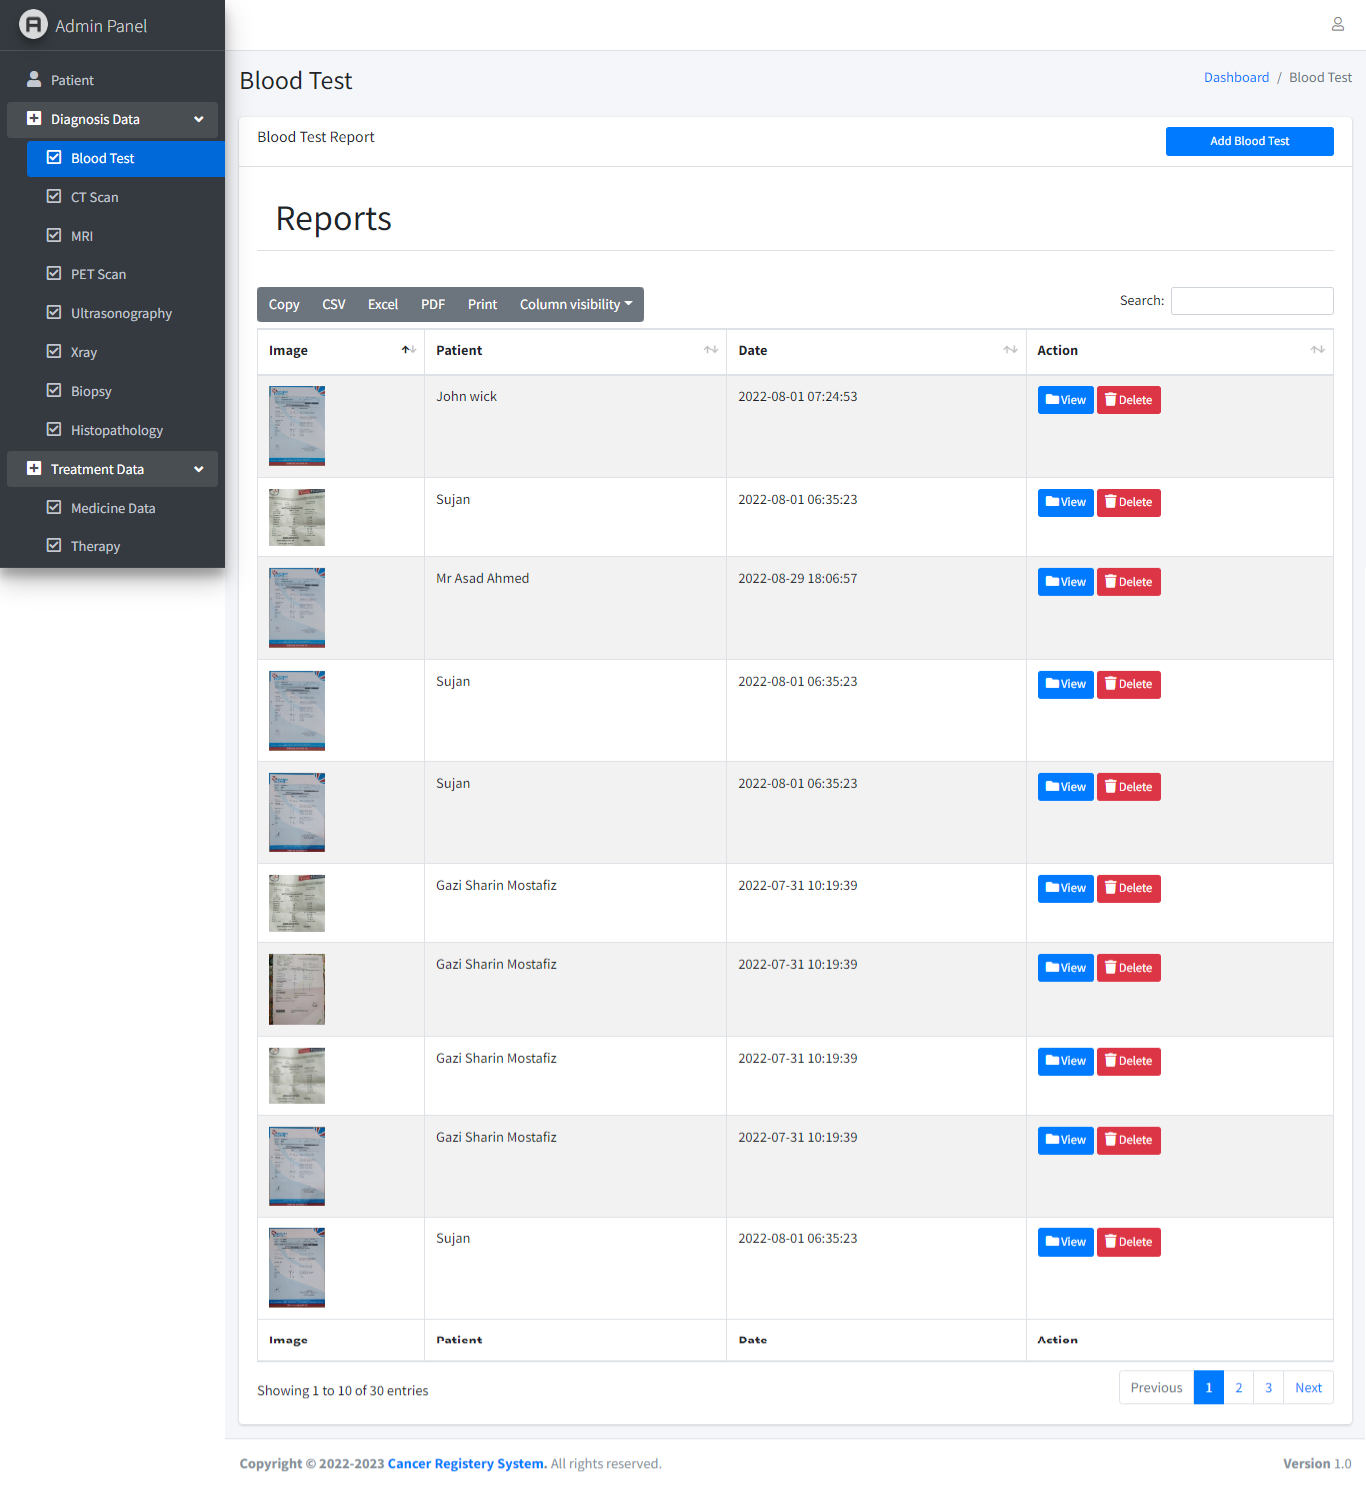 Admin Panel
Patient
Diagnosis Data
Blood Test
CT Scan
MRI
PET Scan
Ultrasonography
Xray
Biopsy
Histopathology
Treatment Data
Medicine Data
Therapy
Blood Test
Dashboard / Blood Test
Blood Test Report
Add Blood Test
Reports
Copy CSV Excel PDF Print Column visibility
Search:
Image Patient Date Action
John wick 2022-08-01 07:24:53 View Delete
Sujan 2022-08-01 06:35:23 View Delete
Mr Asad Ahmed 2022-08-29 18:06:57 View Delete
Sujan 2022-08-01 06:35:23 View Delete
Sujan 2022-08-01 06:35:23 View Delete
Gazi Sharin Mostafiz 2022-07-31 10:19:39 View Delete
Gazi Sharin Mostafiz 2022-07-31 10:19:39 View Delete
Gazi Sharin Mostafiz 2022-07-31 10:19:39 View Delete
Gazi Sharin Mostafiz 2022-07-31 10:19:39 View Delete
Sujan 2022-08-01 06:35:23 View Delete
Image Patient Date Action
Showing 1 to 10 of 30 entries
Previous 1 2 3 Next
Copyright © 2022-2023 Cancer Registery System. All rights reserved.
Version 1.0